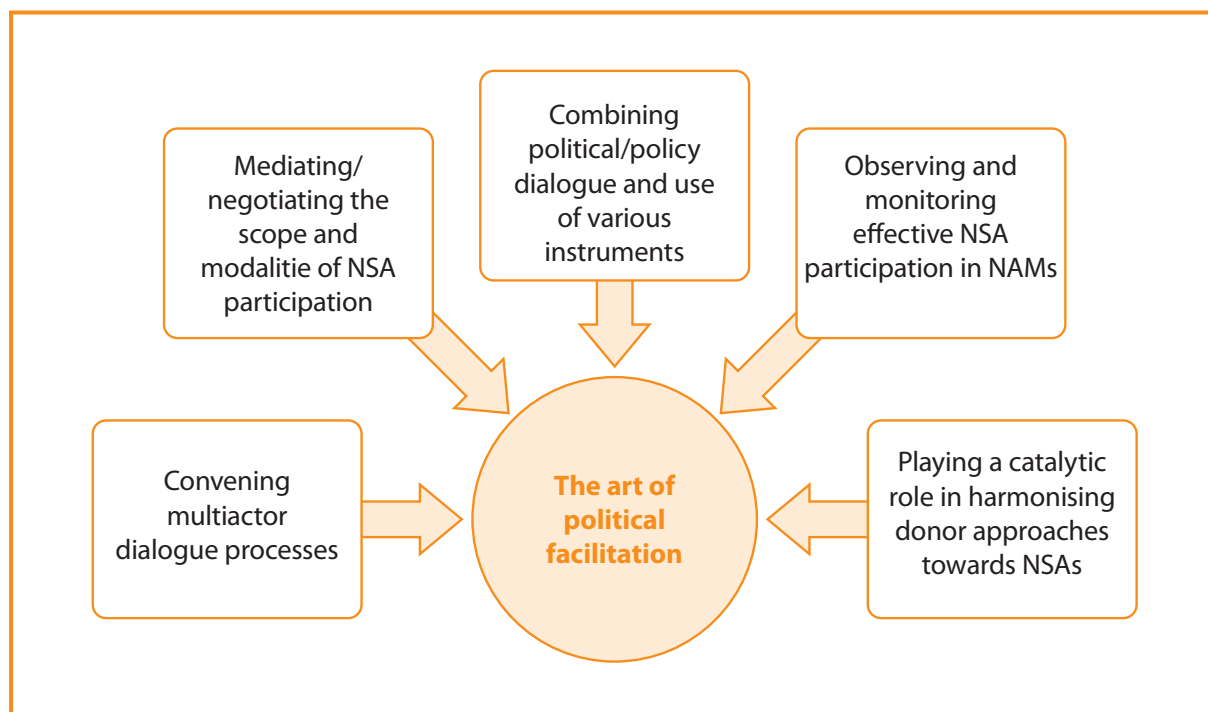 Convening
multiactor
dialogue processes
Mediating/
negotiating the
scope and
modalitie of NSA
participation
Combining
political/policy
dialogue and use
of various
instruments
Observing and
monitoring
effective NSA
participation in NAMs
Playing a catalytic
role in harmonising
donor approaches
towards NSAs
The art of
political
facilitation